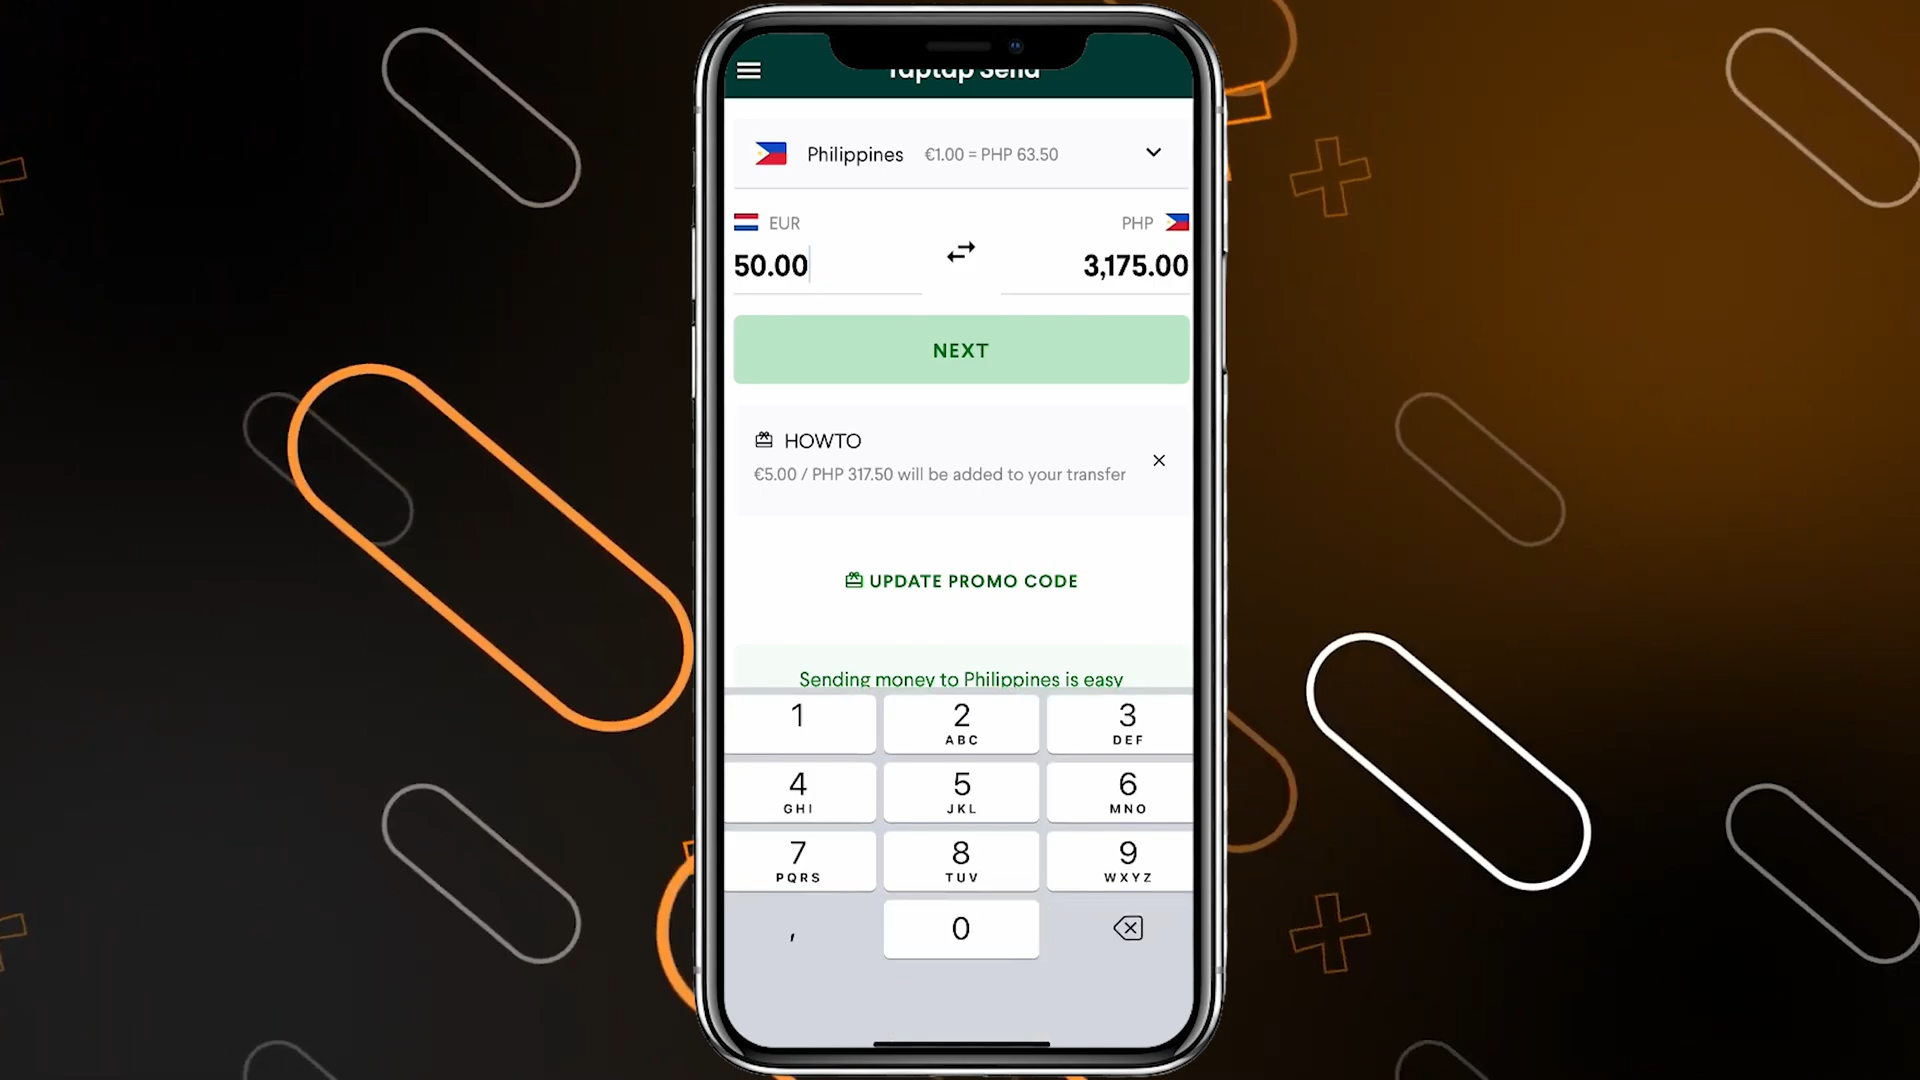 Taptap Send
Philippines €1.00 = PHP 63.50
EUR PHP
50.00 3,175.00
NEXT
HOWTO
€5.00 / PHP 317.50 will be added to your transfer
UPDATE PROMO CODE
Sending money to Philippines is easy
1 2 3
ABC DEF
4 5 6
GHI JKL MNO
7 8 9
PQRS TUV WXYZ
, 0